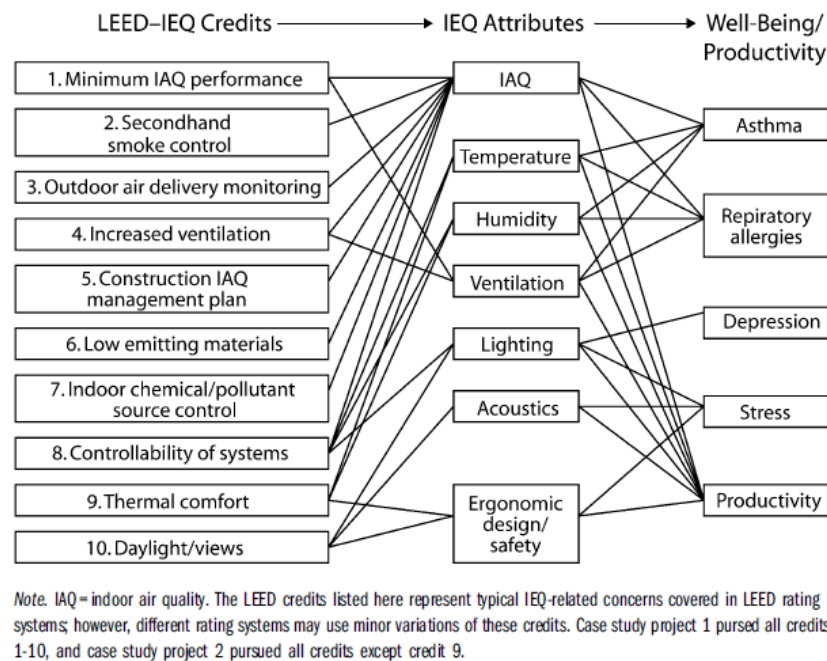 LEED–IEQ Credits
IEQ Attributes
Well-Being/
Productivity
1. Minimum IAQ performance
2. Secondhand
smoke control
3. Outdoor air delivery monitoring
4. Increased ventilation
5. Construction IAQ
management plan
6. Low emitting materials
7. Indoor chemical/pollutant
source control
8. Controllability of systems
9. Thermal comfort
10. Daylight/views
IAQ
Temperature
Humidity
Ventilation
Lighting
Acoustics
Ergonomic
design/
safety
Asthma
Repiratory
allergies
Depression
Stress
Productivity
Note. IAQ = indoor air quality. The LEED credits listed here represent typical IEQ-related concerns covered in LEED rating
systems; however, different rating systems may use minor variations of these credits. Case study project 1 pursed all credits
1-10, and case study project 2 pursued all credits except credit 9.